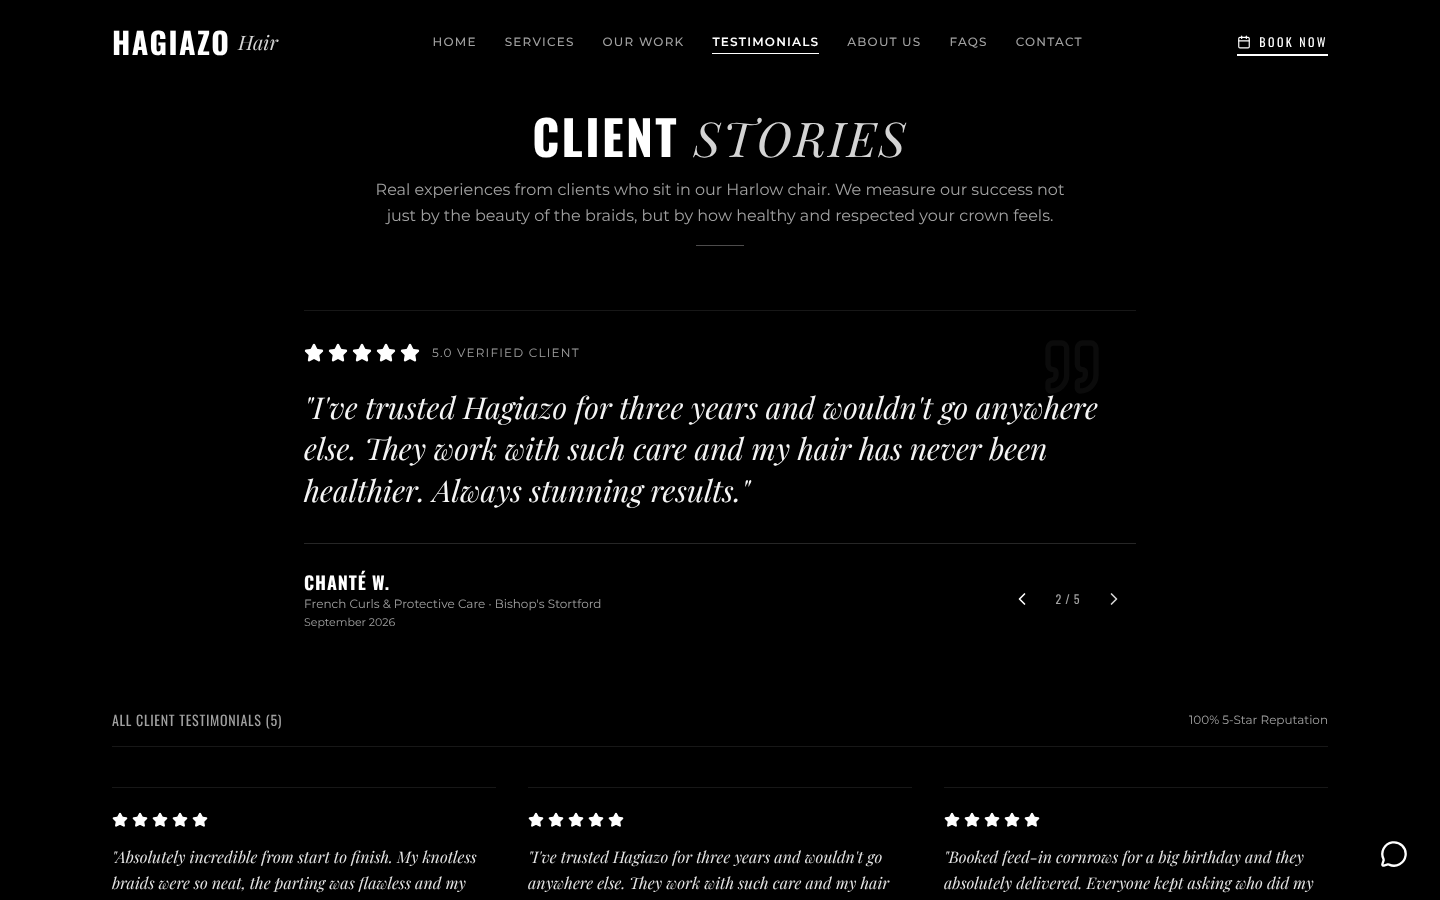 HAGIAZO Hair
HOME SERVICES OUR WORK TESTIMONIALS ABOUT US FAQS CONTACT
BOOK NOW
CLIENT STORIES
Real experiences from clients who sit in our Harlow chair. We measure our success not
just by the beauty of the braids, but by how healthy and respected your crown feels.
5.0 VERIFIED CLIENT
"I've trusted Hagiazo for three years and wouldn't go anywhere
else. They work with such care and my hair has never been
healthier. Always stunning results."
CHANTÉ W.
French Curls & Protective Care · Bishop's Stortford
September 2026
2 / 5
ALL CLIENT TESTIMONIALS (5)
100% 5-Star Reputation
"Absolutely incredible from start to finish. My knotless
braids were so neat, the parting was flawless and my
"I've trusted Hagiazo for three years and wouldn't go
anywhere else. They work with such care and my hair
"Booked feed-in cornrows for a big birthday and they
absolutely delivered. Everyone kept asking who did my